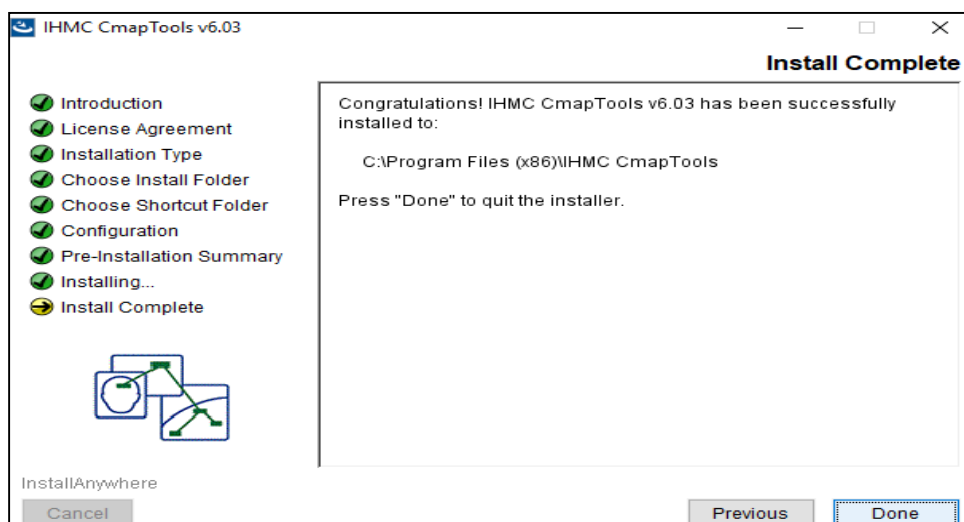 IHMC CmapTools v6.03
Install Complete
Introduction
License Agreement
Installation Type
Choose Install Folder
Choose Shortcut Folder
Configuration
Pre-Installation Summary
Installing...
Install Complete
Congratulations! IHMC CmapTools v6.03 has been successfully
installed to:
C:\Program Files (x86)\IHMC CmapTools
Press "Done" to quit the installer.
InstallAnywhere
Cancel
Previous
Done